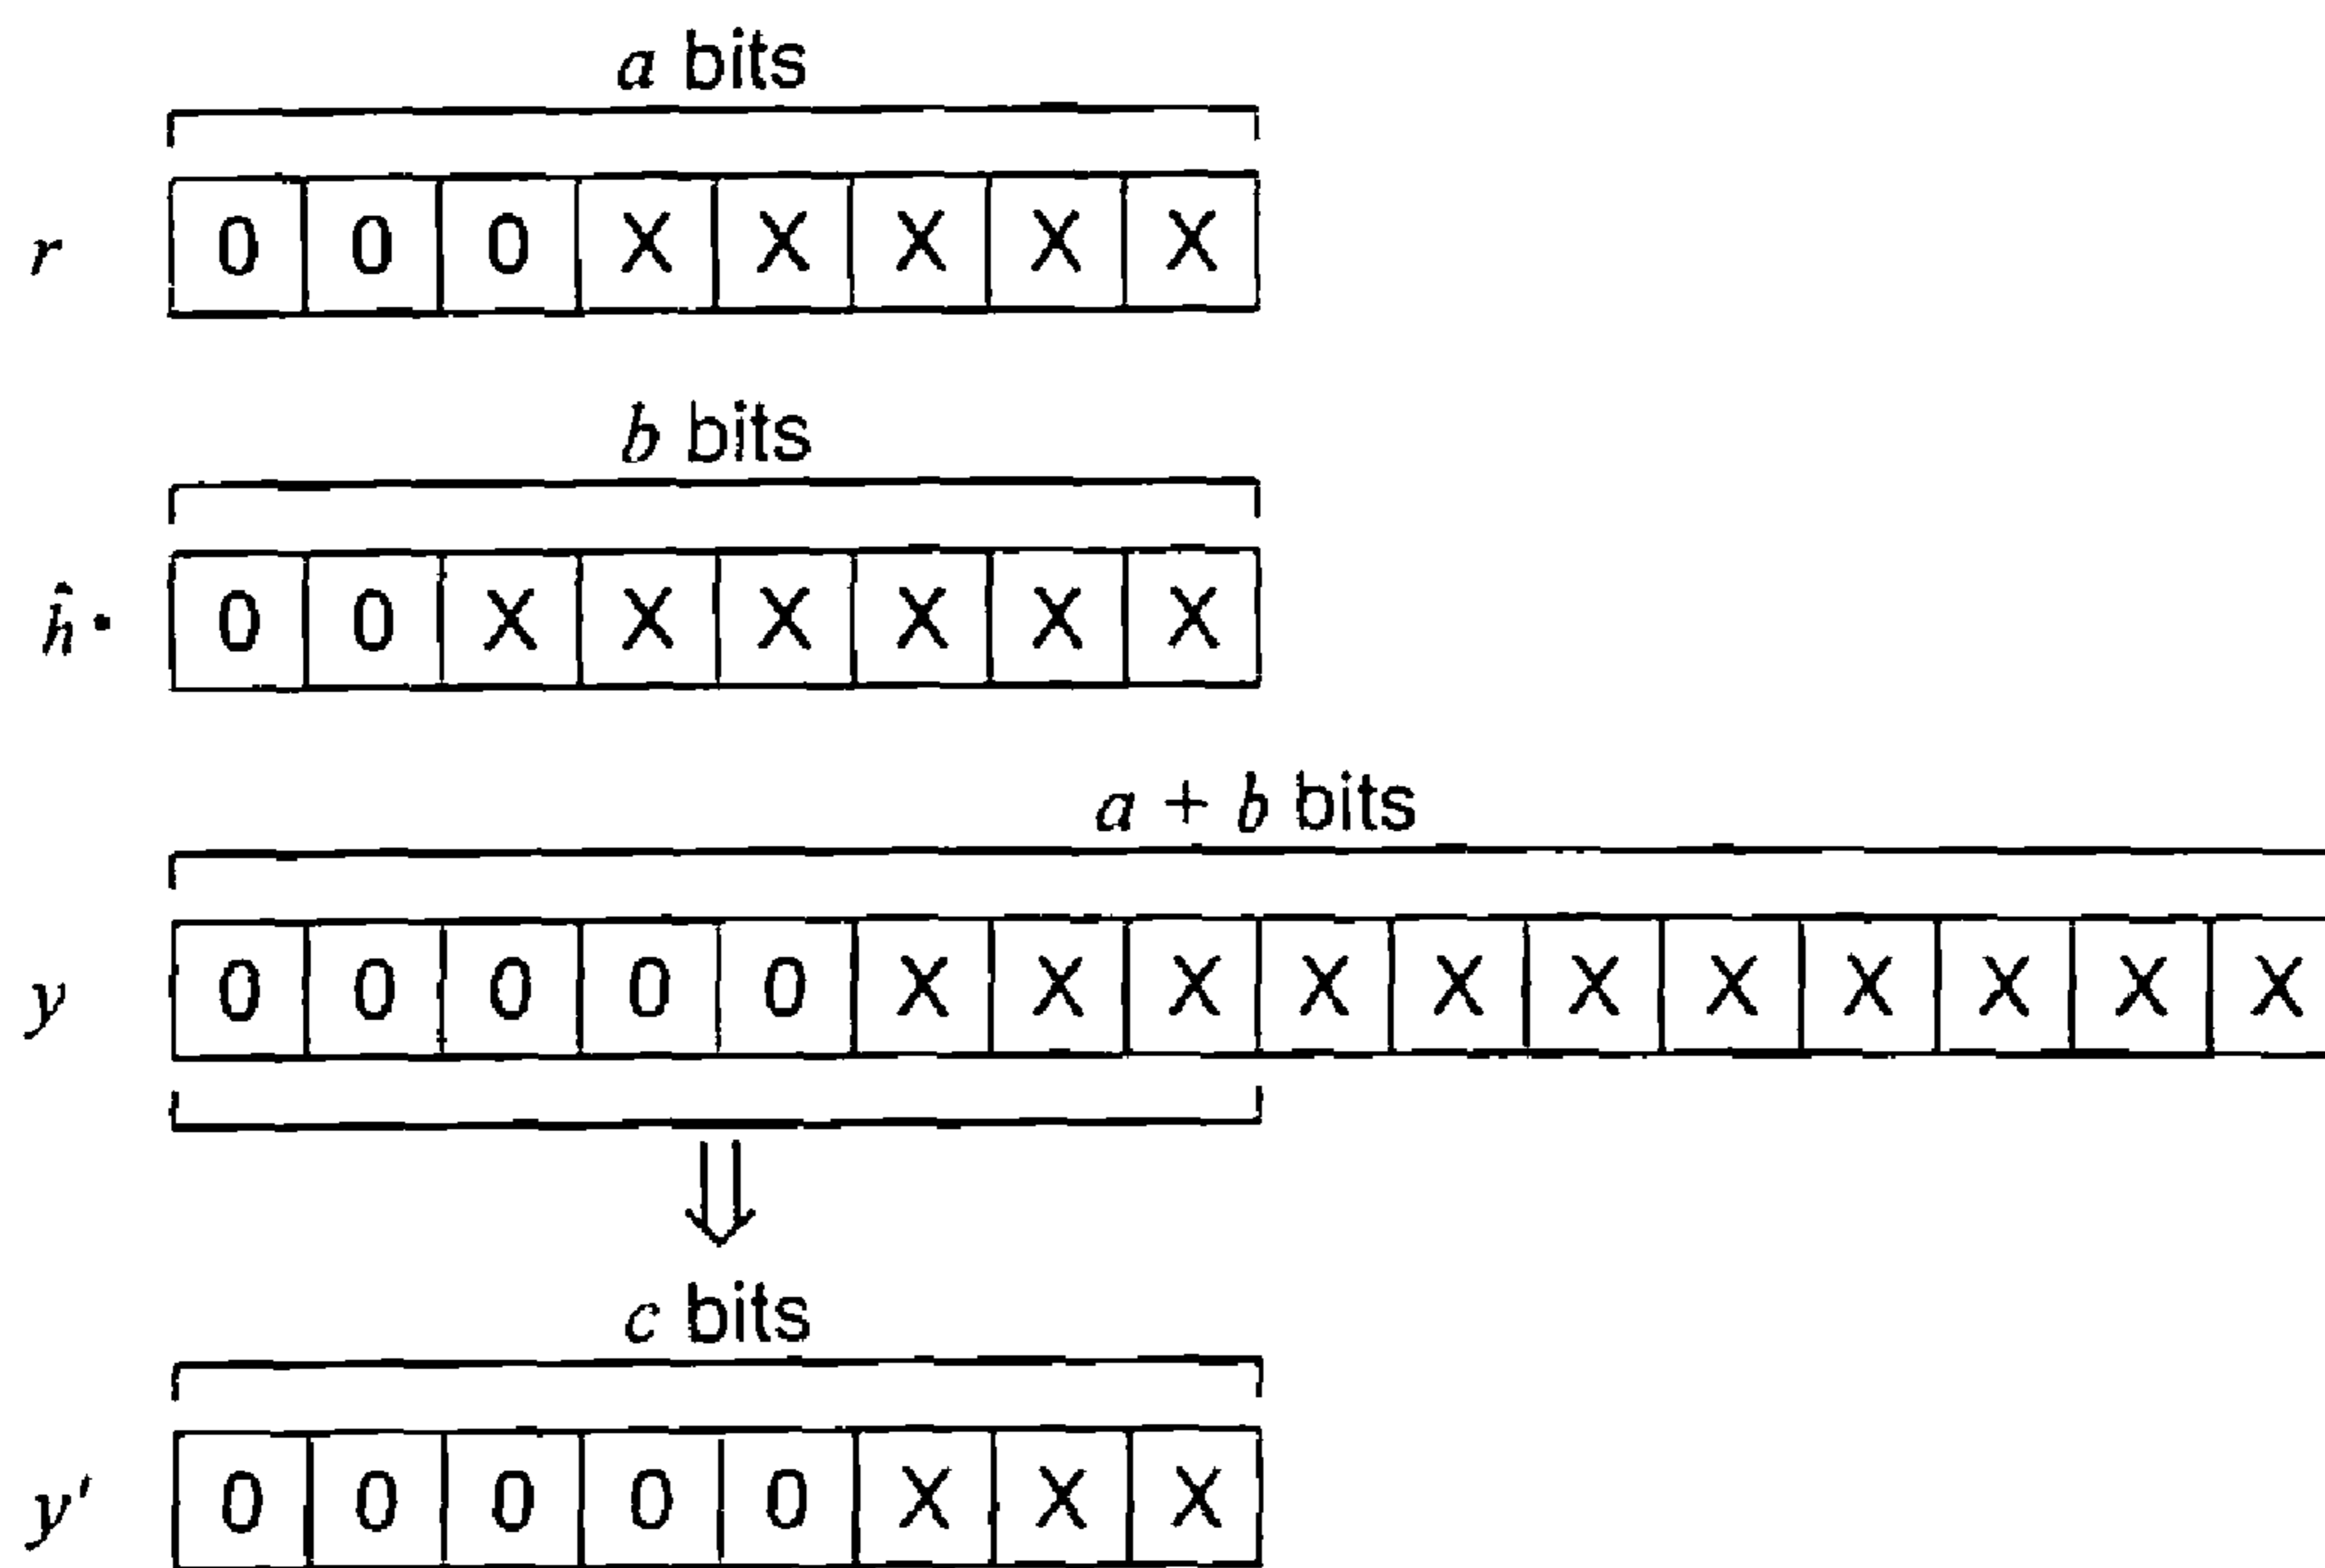 a bits
r 0 0 0 X X X X X
b bits
ĥ• 0 0 X X X X X X
a + b bits
y 0 0 0 0 0 X X X X X X X X X X X
c bits
y′ 0 0 0 0 0 X X X